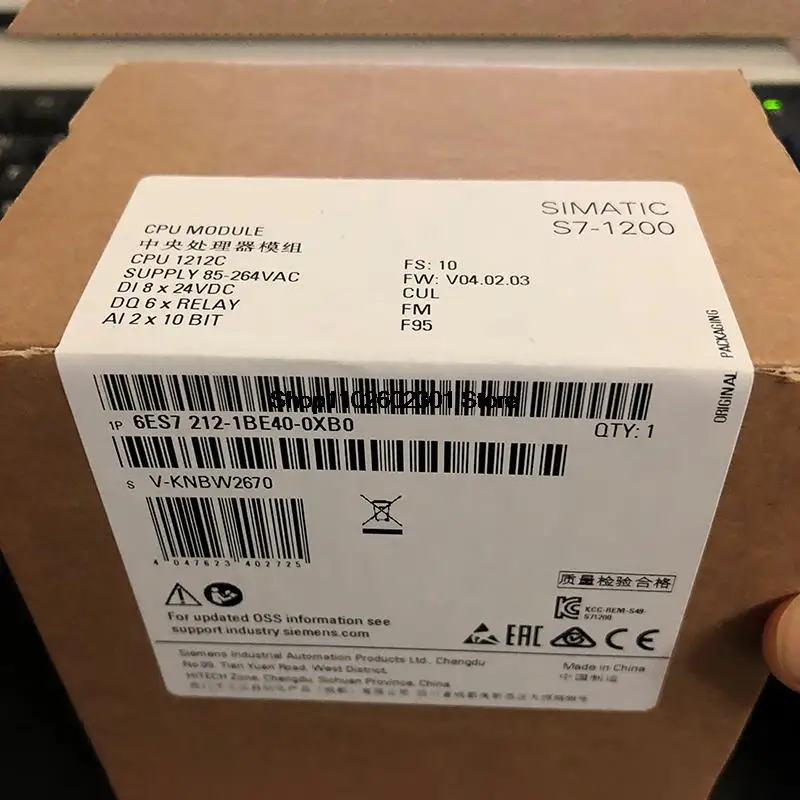 SIMATIC
S7-1200
CPU MODULE
中央处理器模组
CPU 1212C
SUPPLY 85-264VAC
DI 8 x 24VDC
DQ 6 x RELAY
AI 2 x 10 BIT
FS: 10
FW: V04.02.03
CUL
FM
F95
ORIGINAL PACKAGING
Shop1102602301 Store
1P 6ES7 212-1BE40-0XB0
QTY: 1
S V-KNBW2670
4 047623 402725
质量检验合格
KCC-REM-S49-
S71200
For updated OSS information see
support.industry.siemens.com
EAC CE
Siemens Industrial Automation Products Ltd., Chengdu
No.99, Tian Yuan Road, West District,
HITECH Zone, Chengdu, Sichuan Province, China
Made in China
中国制造